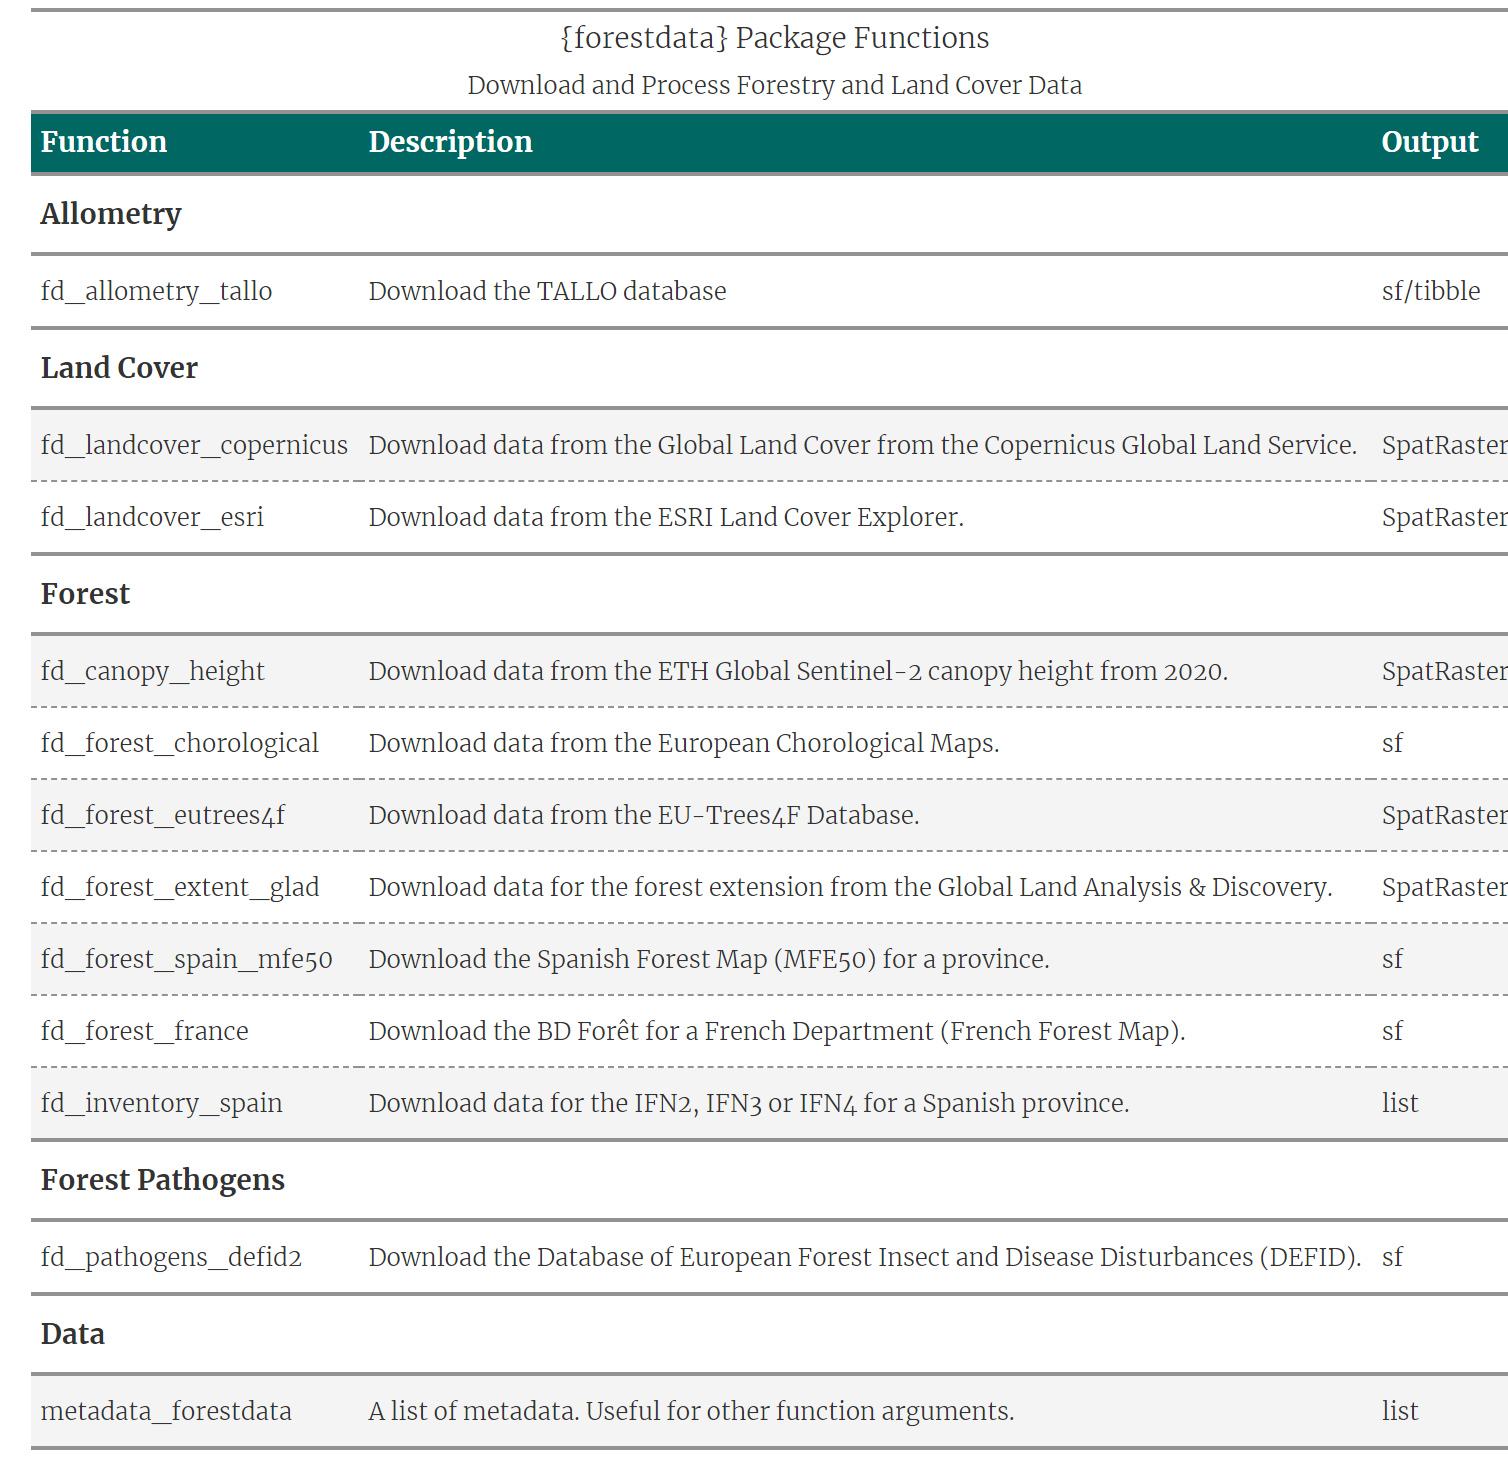 {forestdata} Package Functions
Download and Process Forestry and Land Cover Data
Function Description Output
Allometry
fd_allometry_tallo Download the TALLO database sf/tibble
Land Cover
fd_landcover_copernicus Download data from the Global Land Cover from the Copernicus Global Land Service. SpatRaster
fd_landcover_esri Download data from the ESRI Land Cover Explorer. SpatRaster
Forest
fd_canopy_height Download data from the ETH Global Sentinel-2 canopy height from 2020. SpatRaster
fd_forest_chorological Download data from the European Chorological Maps. sf
fd_forest_eutrees4f Download data from the EU-Trees4F Database. SpatRaster
fd_forest_extent_glad Download data for the forest extension from the Global Land Analysis & Discovery. SpatRaster
fd_forest_spain_mfe50 Download the Spanish Forest Map (MFE50) for a province. sf
fd_forest_france Download the BD Forêt for a French Department (French Forest Map). sf
fd_inventory_spain Download data for the IFN2, IFN3 or IFN4 for a Spanish province. list
Forest Pathogens
fd_pathogens_defid2 Download the Database of European Forest Insect and Disease Disturbances (DEFID). sf
Data
metadata_forestdata A list of metadata. Useful for other function arguments. list